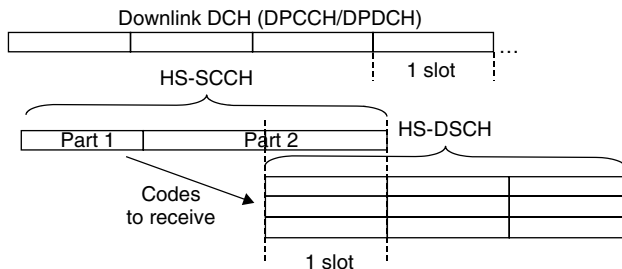 Downlink DCH (DPCCH/DPDCH)
...
1 slot
HS-SCCH
HS-DSCH
Part 1
Part 2
Codes
to receive
1 slot